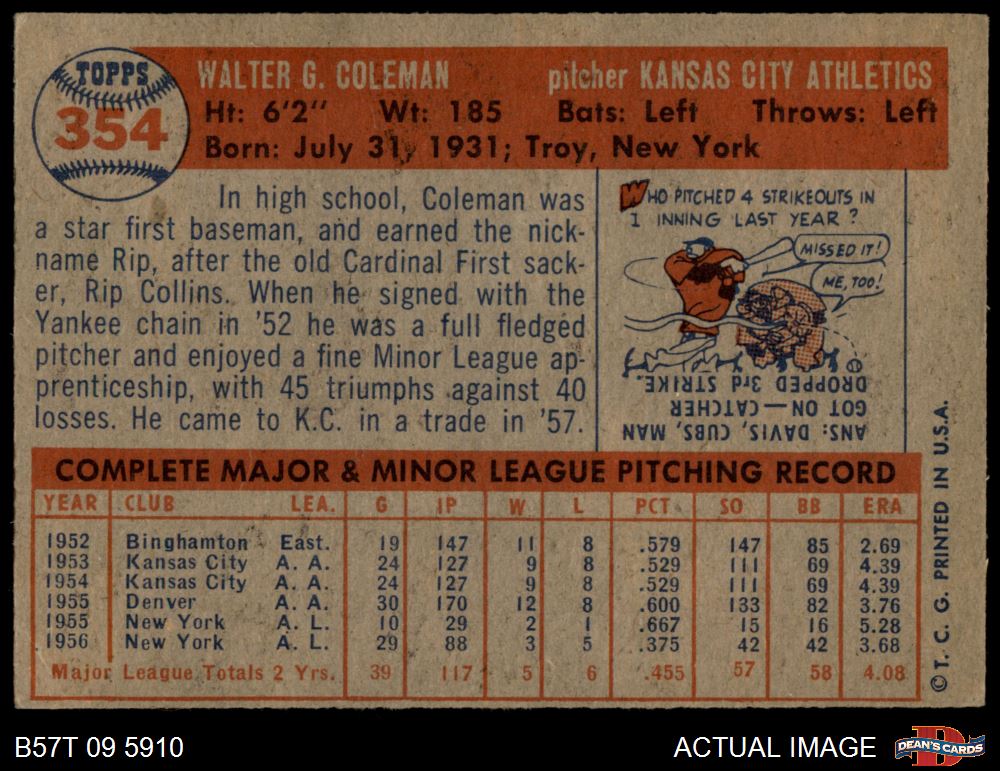 TOPPS
354
WALTER G. COLEMAN pitcher KANSAS CITY ATHLETICS
Ht: 6'2" Wt: 185 Bats: Left Throws: Left
Born: July 31, 1931; Troy, New York
In high school, Coleman was
a star first baseman, and earned the nick-
name Rip, after the old Cardinal First sack-
er, Rip Collins. When he signed with the
Yankee chain in '52 he was a full fledged
pitcher and enjoyed a fine Minor League ap-
prenticeship, with 45 triumphs against 40
losses. He came to K.C. in a trade in '57.
WHO PITCHED 4 STRIKEOUTS IN
1 INNING LAST YEAR?
MISSED IT!
ME, TOO!
ANS: DAVIS, CUBS, MAN
GOT ON — CATCHER
DROPPED 3rd STRIKE.
COMPLETE MAJOR & MINOR LEAGUE PITCHING RECORD
YEAR CLUB LEA. G IP W L PCT SO BB ERA
1952 Binghamton East. 19 147 11 8 .579 147 85 2.69
1953 Kansas City A. A. 24 127 9 8 .529 111 69 4.39
1954 Kansas City A. A. 24 127 9 8 .529 111 69 4.39
1955 Denver A. A. 30 170 12 8 .600 133 82 3.76
1955 New York A. L. 10 29 2 1 .667 15 16 5.28
1956 New York A. L. 29 88 3 5 .375 42 42 3.68
Major League Totals 2 Yrs. 39 117 5 6 .455 57 58 4.08
© T. C. G. PRINTED IN U.S.A.
B57T 09 5910
ACTUAL IMAGE
DEAN'S CARDS